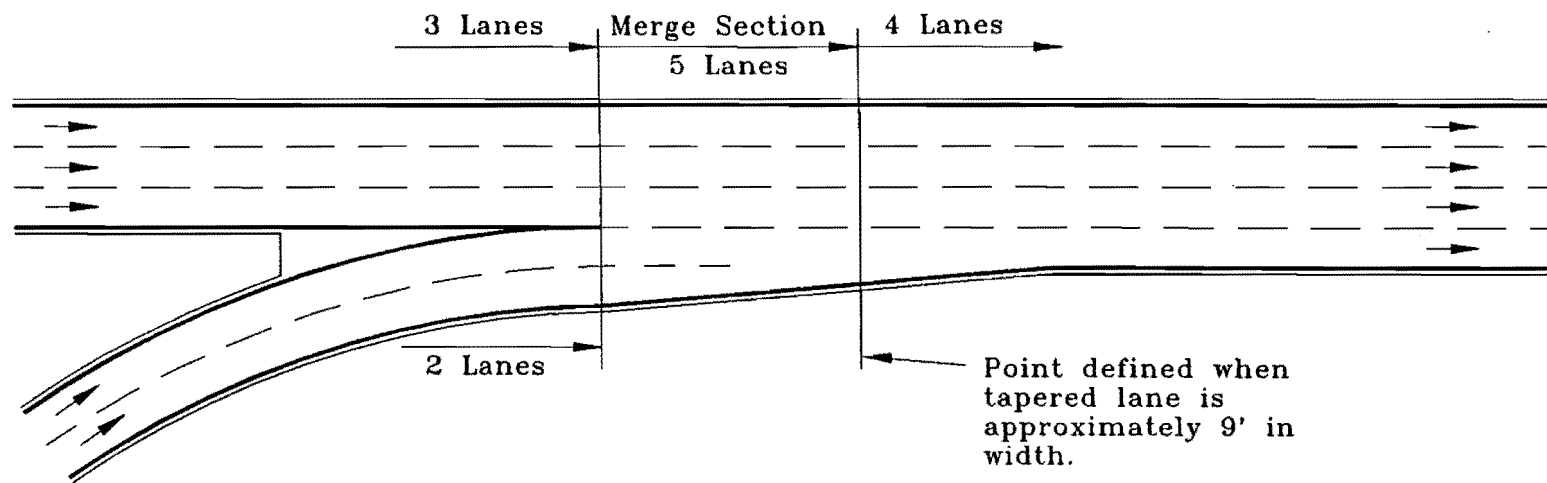 3 Lanes
Merge Section
4 Lanes
5 Lanes
2 Lanes
Point defined when
tapered lane is
approximately 9' in
width.